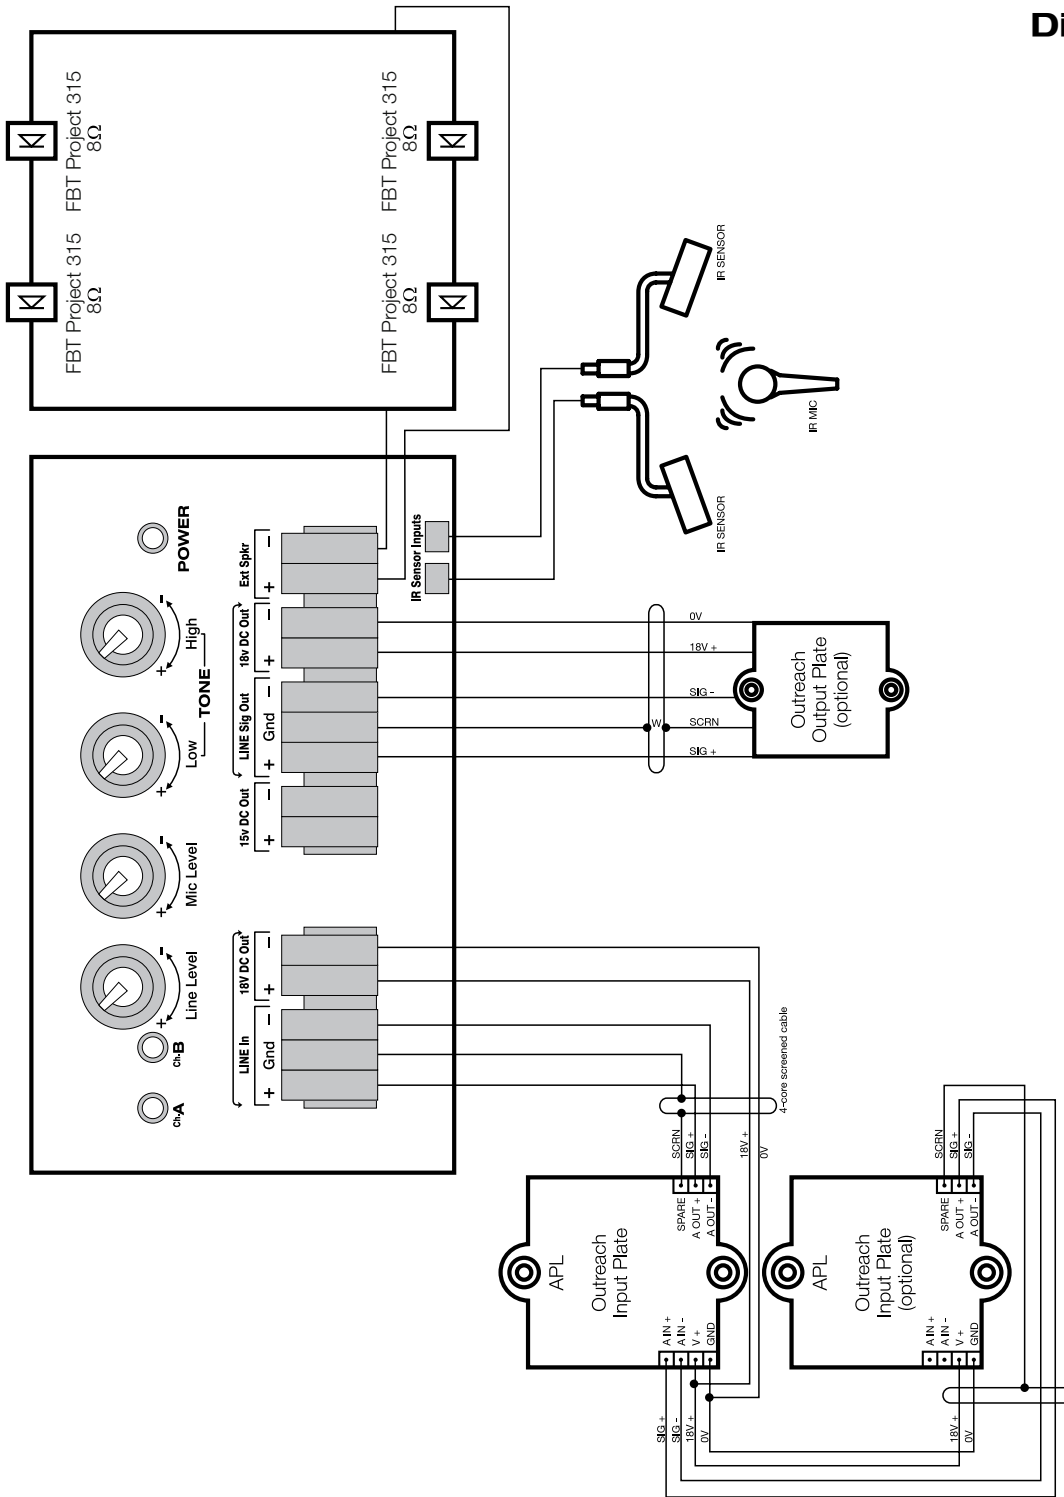 Di
FBT Project 315
8Ω
FBT Project 315
8Ω
FBT Project 315
8Ω
FBT Project 315
8Ω
POWER
High
TONE
Low
Mic Level
Line Level
Ch.B
Ch.A
+ -
+ -
+ -
+ -
Ext Spkr
+ -
18v DC Out
+ -
LINE Sig Out
+ Gnd -
15v DC Out
+ -
18V DC Out
+ -
LINE In
+ Gnd -
IR Sensor Inputs
IR SENSOR
IR SENSOR
IR MIC
0V
18V +
SIG -
SCRN
SIG +
W
Outreach
Output Plate
(optional)
4-core screened cable
SCRN
SIG +
SIG -
18V +
0V
SPARE
A OUT +
A OUT -
APL
Outreach
Input Plate
A IN +
A IN -
V +
GND
SIG +
SIG -
18V +
0V
SCRN
SIG +
SIG -
SPARE
A OUT +
A OUT -
APL
Outreach
Input Plate
(optional)
A IN +
A IN -
V +
GND
18V +
0V